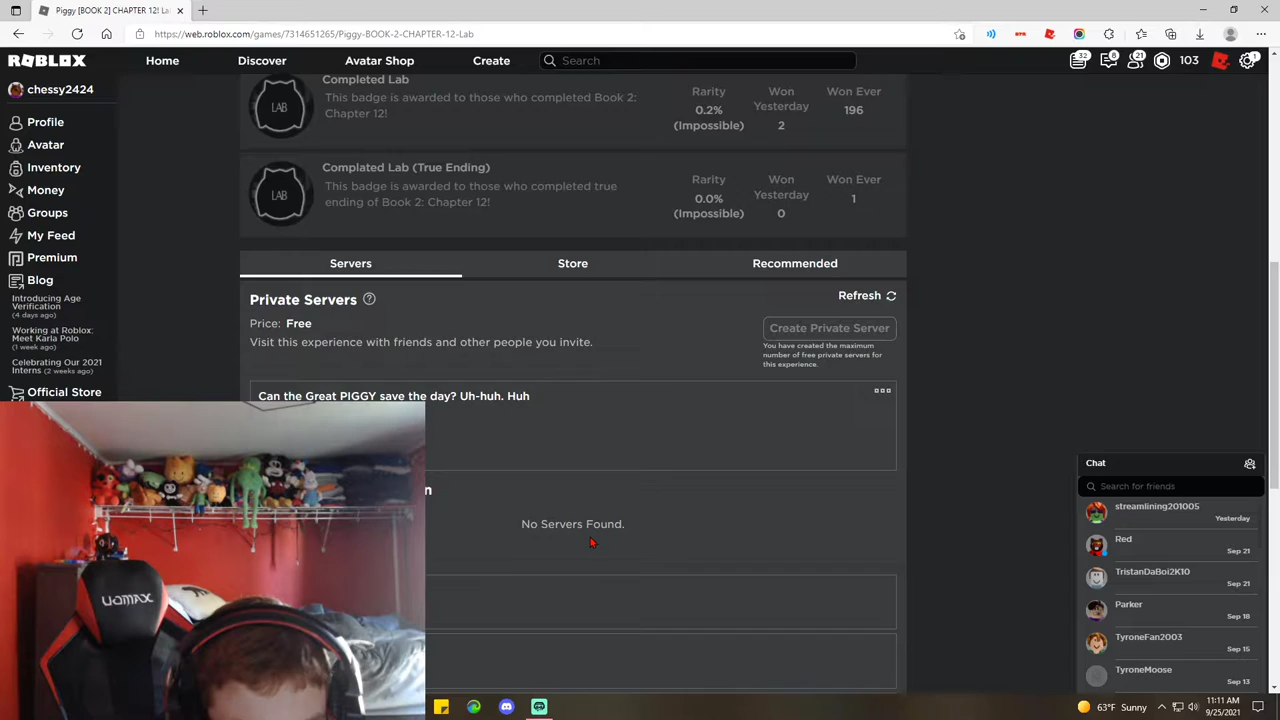 Piggy [BOOK 2] CHAPTER 12! Lab
https://web.roblox.com/games/7314651265/Piggy-BOOK-2-CHAPTER-12-Lab
ROBLOX
Home
Discover
Avatar Shop
Create
Search
32
8
21
103
1
chessy2424
Profile
Avatar
Inventory
Money
Groups
My Feed
Premium
Blog
Introducing Age
Verification
(4 days ago)
Working at Roblox:
Meet Karla Polo
(1 week ago)
Celebrating Our 2021
Interns (2 weeks ago)
Official Store
LAB
Completed Lab
This badge is awarded to those who completed Book 2:
Chapter 12!
Rarity
0.2%
(Impossible)
Won
Yesterday
2
Won Ever
196
LAB
Complated Lab (True Ending)
This badge is awarded to those who completed true
ending of Book 2: Chapter 12!
Rarity
0.0%
(Impossible)
Won
Yesterday
0
Won Ever
1
Servers
Store
Recommended
Private Servers
Refresh
Price: Free
Visit this experience with friends and other people you invite.
Create Private Server
You have created the maximum
number of free private servers for
this experience.
Can the Great PIGGY save the day? Uh-huh. Huh
n
No Servers Found.
Chat
Search for friends
streamlining201005
Yesterday
Red
Sep 21
TristanDaBoi2K10
Sep 21
Parker
Sep 18
TyroneFan2003
Sep 15
TyroneMoose
Sep 13
63°F Sunny
11:11 AM
9/25/2021